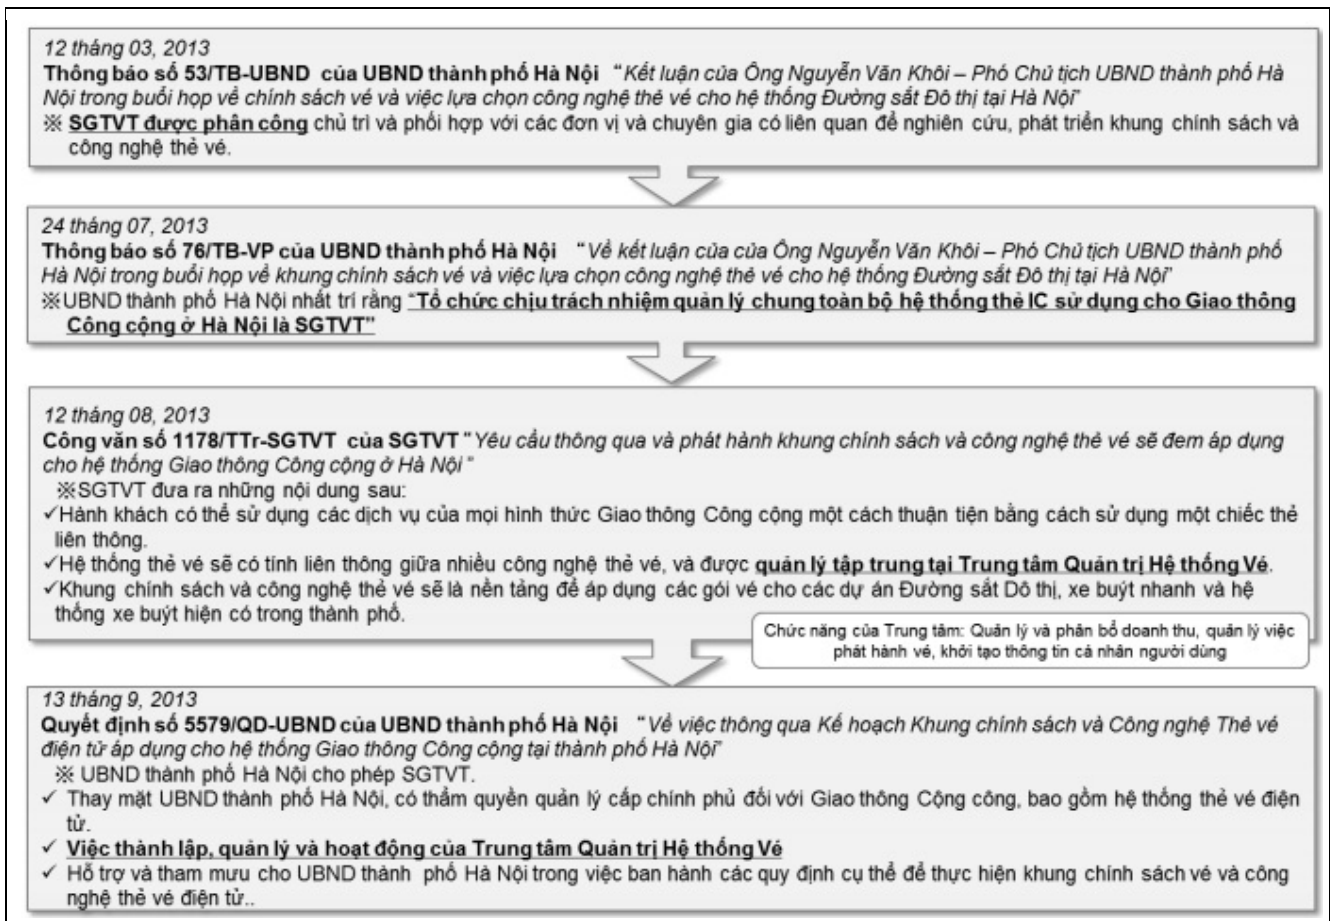 12 tháng 03, 2013
Thông báo số 53/TB-UBND của UBND thành phố Hà Nội "Kết luận của Ông Nguyễn Văn Khôi – Phó Chủ tịch UBND thành phố Hà
Nội trong buổi họp về chính sách vé và việc lựa chọn công nghệ thẻ vé cho hệ thống Đường sắt Đô thị tại Hà Nội"
※ SGTVT được phân công chủ trì và phối hợp với các đơn vị và chuyên gia có liên quan để nghiên cứu, phát triển khung chính sách và
công nghệ thẻ vé.
24 tháng 07, 2013
Thông báo số 76/TB-VP của UBND thành phố Hà Nội "Về kết luận của của Ông Nguyễn Văn Khôi – Phó Chủ tịch UBND thành phố
Hà Nội trong buổi họp về khung chính sách vé và việc lựa chọn công nghệ thẻ vé cho hệ thống Đường sắt Đô thị tại Hà Nội"
※UBND thành phố Hà Nội nhất trí rằng "Tổ chức chịu trách nhiệm quản lý chung toàn bộ hệ thống thẻ IC sử dụng cho Giao thông
Công cộng ở Hà Nội là SGTVT"
12 tháng 08, 2013
Công văn số 1178/TTr-SGTVT của SGTVT "Yêu cầu thông qua và phát hành khung chính sách và công nghệ thẻ vé sẽ đem áp dụng
cho hệ thống Giao thông Công cộng ở Hà Nội "
※SGTVT đưa ra những nội dung sau:
✓Hành khách có thể sử dụng các dịch vụ của mọi hình thức Giao thông Công cộng một cách thuận tiện bằng cách sử dụng một chiếc thẻ
liên thông.
✓Hệ thống thẻ vé sẽ có tính liên thông giữa nhiều công nghệ thẻ vé, và được quản lý tập trung tại Trung tâm Quản trị Hệ thống Vé.
✓Khung chính sách và công nghệ thẻ vé sẽ là nền tảng để áp dụng các gói vé cho các dự án Đường sắt Dô thị, xe buýt nhanh và hệ
thống xe buýt hiện có trong thành phố.
Chức năng của Trung tâm: Quản lý và phân bổ doanh thu, quản lý việc
phát hành vé, khởi tạo thông tin cá nhân người dùng
13 tháng 9, 2013
Quyết định số 5579/QD-UBND của UBND thành phố Hà Nội "Về việc thông qua Kế hoạch Khung chính sách và Công nghệ Thẻ vé
điện tử áp dụng cho hệ thống Giao thông Công cộng tại thành phố Hà Nội"
※ UBND thành phố Hà Nội cho phép SGTVT.
✓ Thay mặt UBND thành phố Hà Nội, có thẩm quyền quản lý cấp chính phủ đối với Giao thông Cộng công, bao gồm hệ thống thẻ vé điện
tử.
✓ Việc thành lập, quản lý và hoạt động của Trung tâm Quản trị Hệ thống Vé
✓ Hỗ trợ và tham mưu cho UBND thành phố Hà Nội trong việc ban hành các quy định cụ thể để thực hiện khung chính sách vé và công
nghệ thẻ vé điện tử..